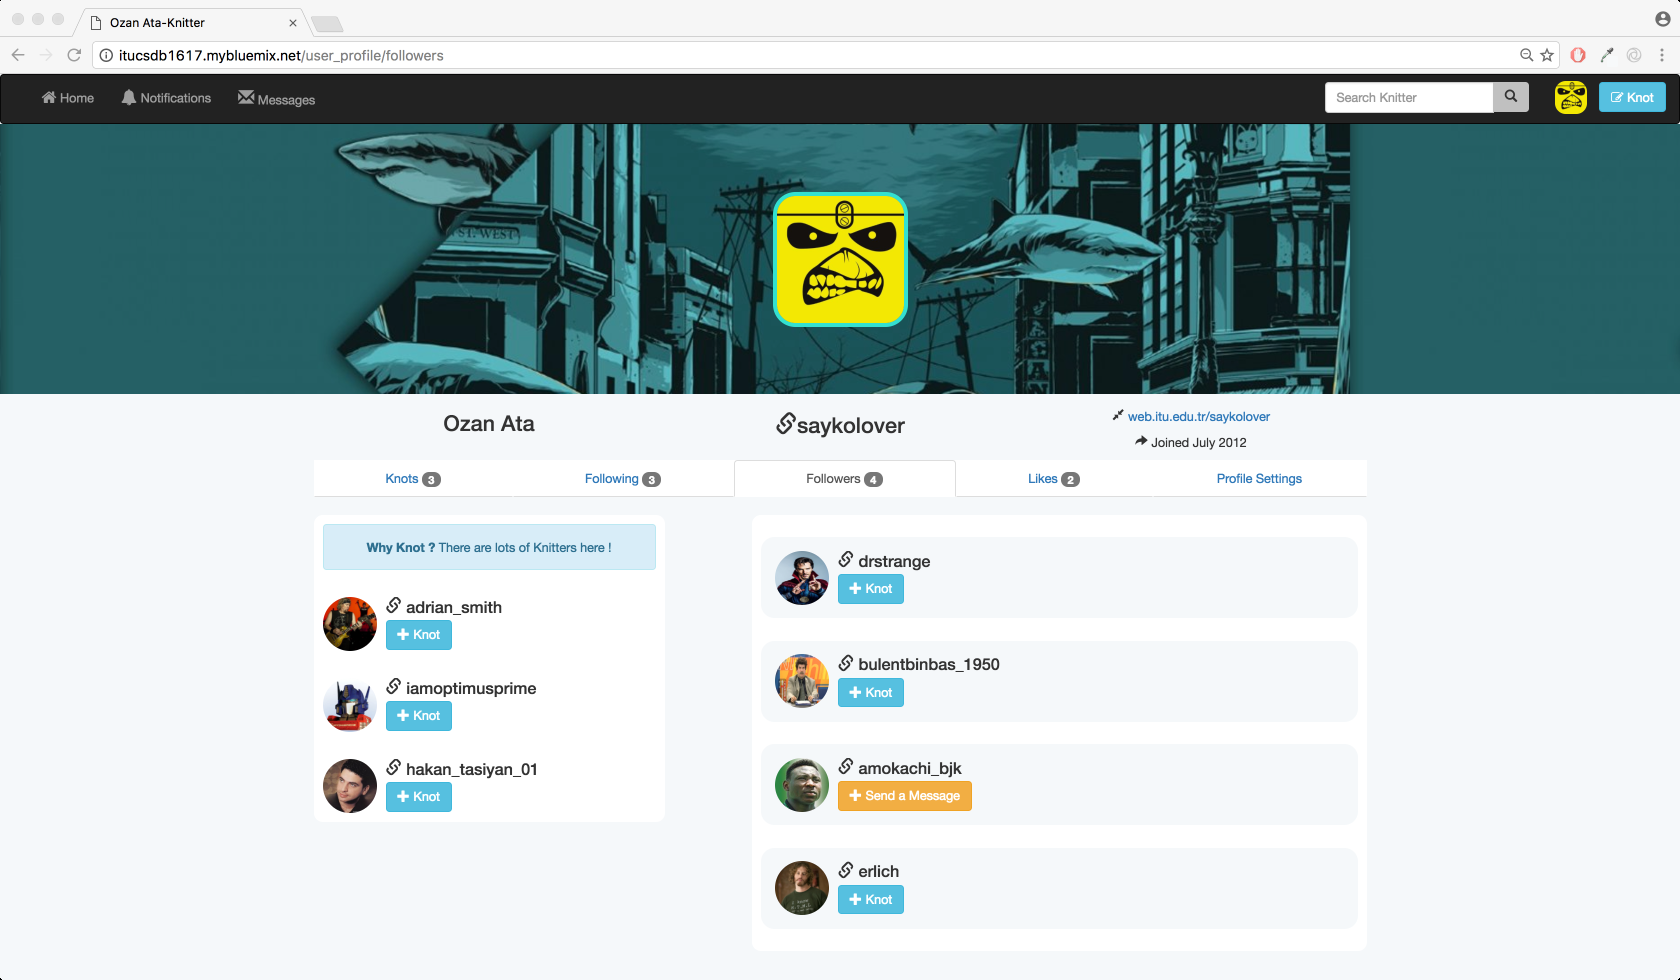 Ozan Ata-Knitter
itucsdb1617.mybluemix.net/user_profile/followers
Home Notifications Messages Search Knitter Knot
ST. WEST
Ozan Ata
saykolover
web.itu.edu.tr/saykolover
Joined July 2012
Knots 3 Following 3 Followers 4 Likes 2 Profile Settings
Why Knot ? There are lots of Knitters here !
adrian_smith
Knot
iamoptimusprime
Knot
hakan_tasiyan_01
Knot
drstrange
Knot
bulentbinbas_1950
Knot
amokachi_bjk
Send a Message
erlich
Knot